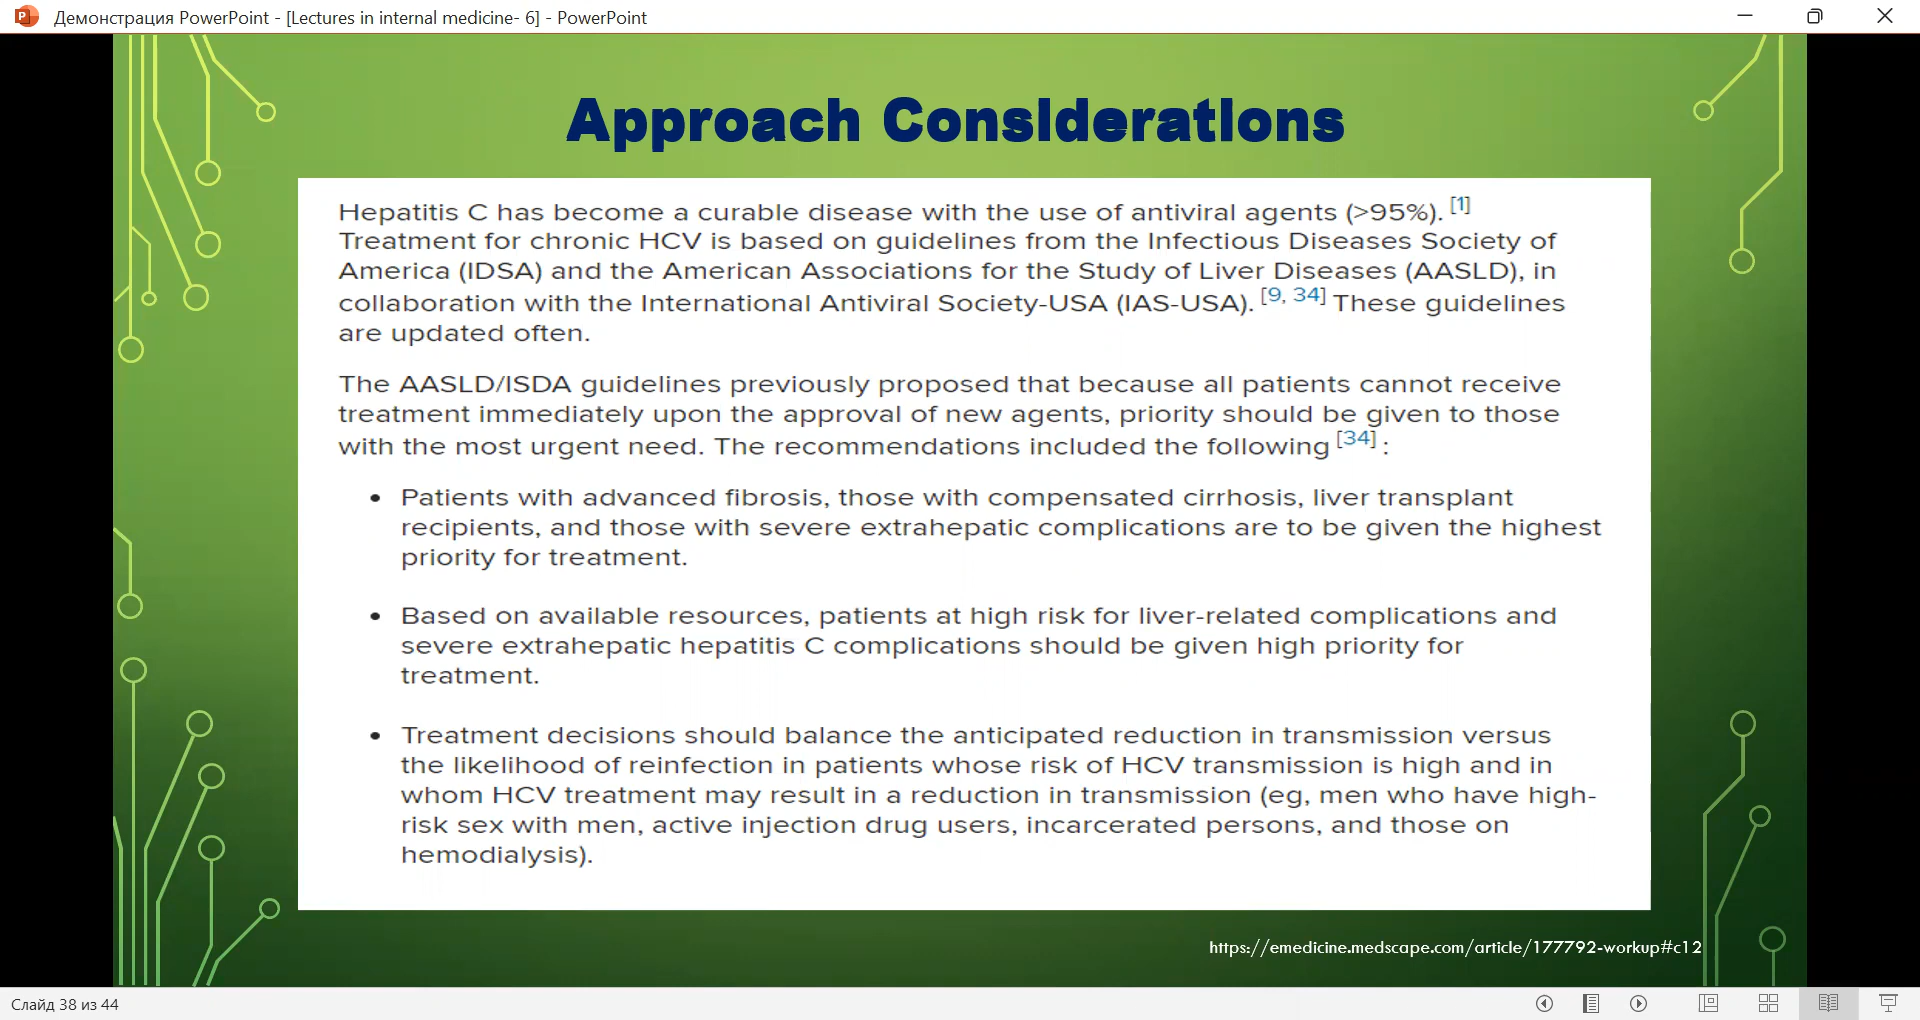 Демонстрация PowerPoint - [Lectures in internal medicine- 6] - PowerPoint
Approach Considerations
Hepatitis C has become a curable disease with the use of antiviral agents (>95%). [1]
Treatment for chronic HCV is based on guidelines from the Infectious Diseases Society of
America (IDSA) and the American Associations for the Study of Liver Diseases (AASLD), in
collaboration with the International Antiviral Society-USA (IAS-USA). [9, 34] These guidelines
are updated often.
The AASLD/ISDA guidelines previously proposed that because all patients cannot receive
treatment immediately upon the approval of new agents, priority should be given to those
with the most urgent need. The recommendations included the following [34] :
• Patients with advanced fibrosis, those with compensated cirrhosis, liver transplant
recipients, and those with severe extrahepatic complications are to be given the highest
priority for treatment.
• Based on available resources, patients at high risk for liver-related complications and
severe extrahepatic hepatitis C complications should be given high priority for
treatment.
• Treatment decisions should balance the anticipated reduction in transmission versus
the likelihood of reinfection in patients whose risk of HCV transmission is high and in
whom HCV treatment may result in a reduction in transmission (eg, men who have high-
risk sex with men, active injection drug users, incarcerated persons, and those on
hemodialysis).
https://emedicine.medscape.com/article/177792-workup#c12
Слайд 38 из 44